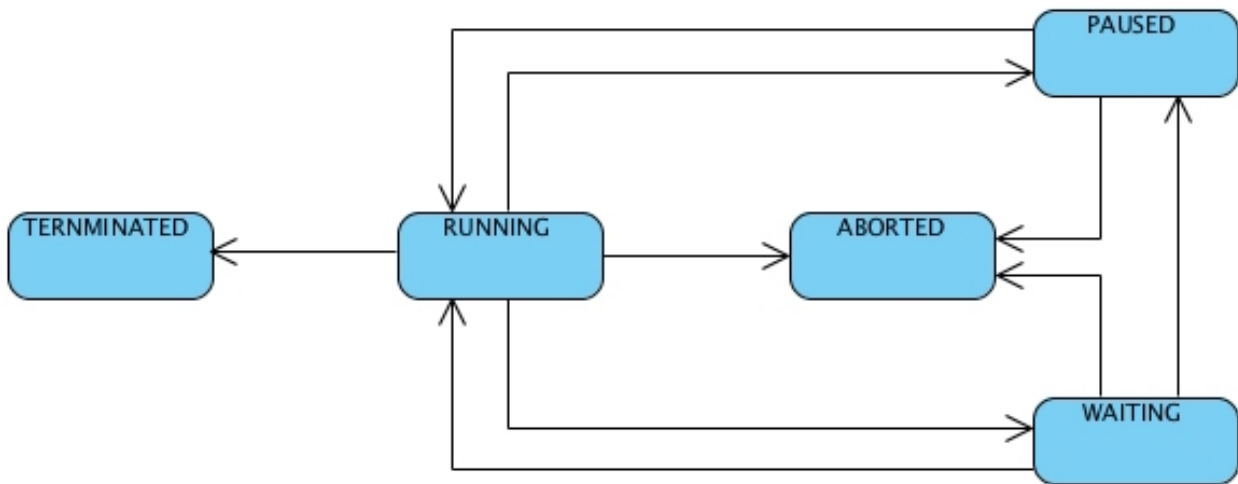 PAUSED
TERNMINATED
RUNNING
ABORTED
WAITING